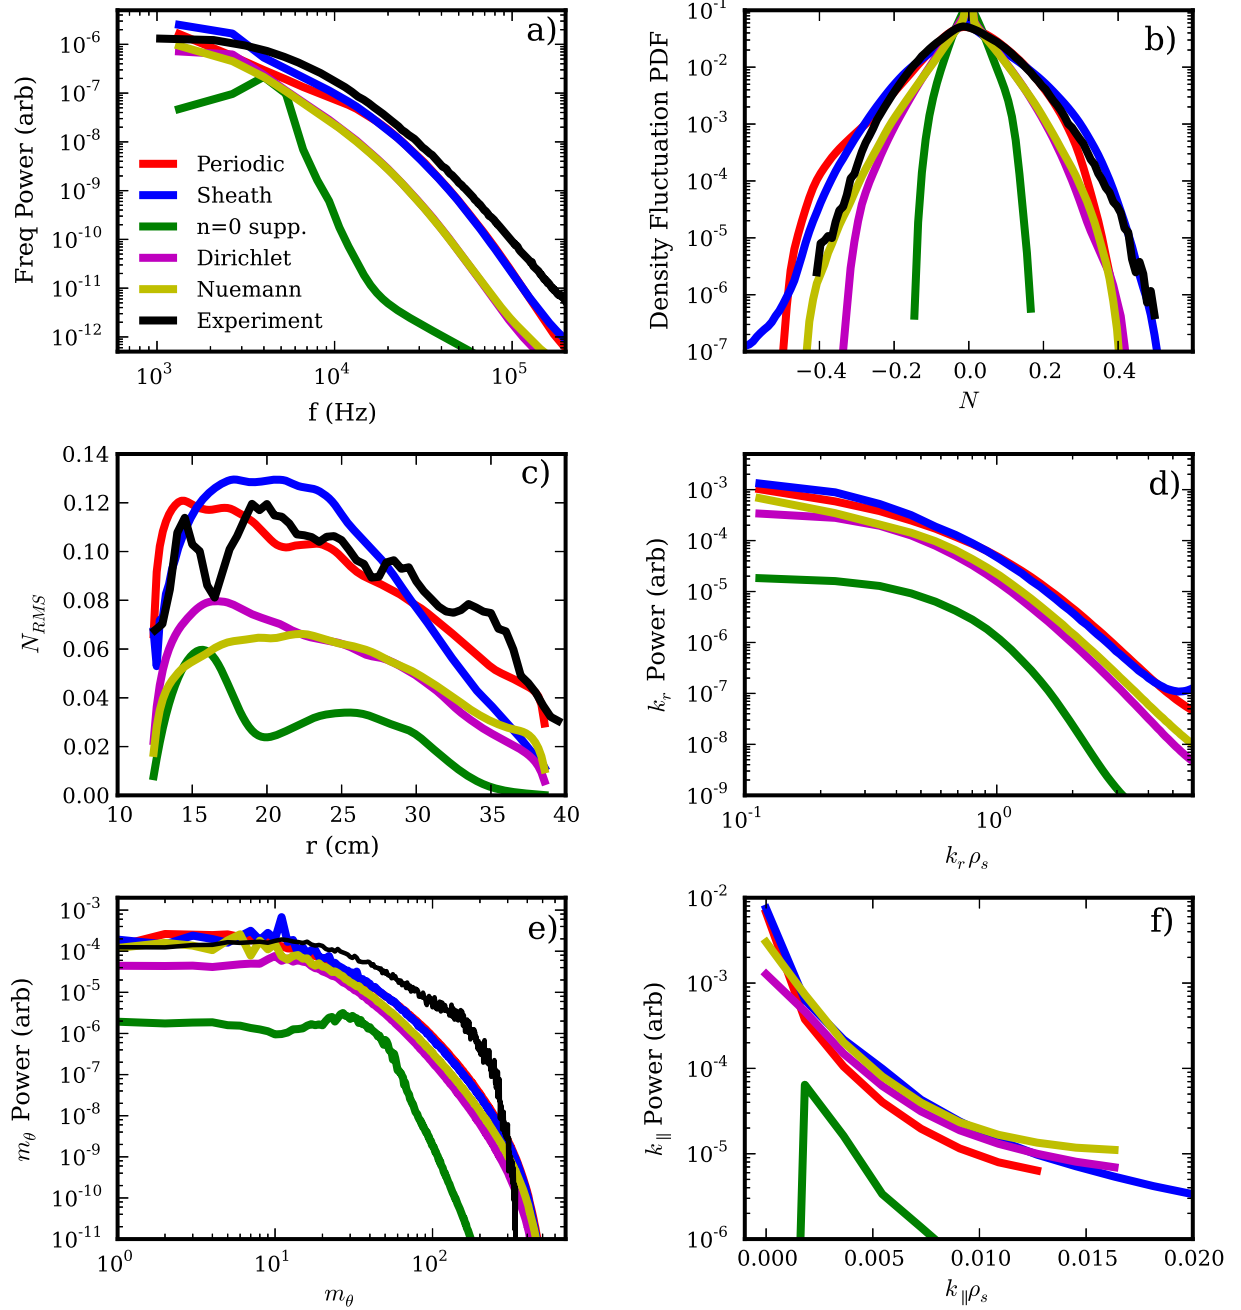 a)
10^-6
10^-7
10^-8
10^-9
10^-10
10^-11
10^-12
Freq Power (arb)
Periodic
Sheath
n=0 supp.
Dirichlet
Nuemann
Experiment
10^3 10^4 10^5
f (Hz)
b)
10^-1
10^-2
10^-3
10^-4
10^-5
10^-6
10^-7
Density Fluctuation PDF
−0.4 −0.2 0.0 0.2 0.4
N
c)
0.14
0.12
0.10
0.08
0.06
0.04
0.02
0.00
N_RMS
10 15 20 25 30 35 40
r (cm)
d)
10^-3
10^-4
10^-5
10^-6
10^-7
10^-8
10^-9
k_r Power (arb)
10^-1 10^0
k_r ρ_s
e)
10^-3
10^-4
10^-5
10^-6
10^-7
10^-8
10^-9
10^-10
10^-11
m_θ Power (arb)
10^0 10^1 10^2
m_θ
f)
10^-2
10^-3
10^-4
10^-5
10^-6
k_∥ Power (arb)
0.000 0.005 0.010 0.015 0.020
k_∥ρ_s